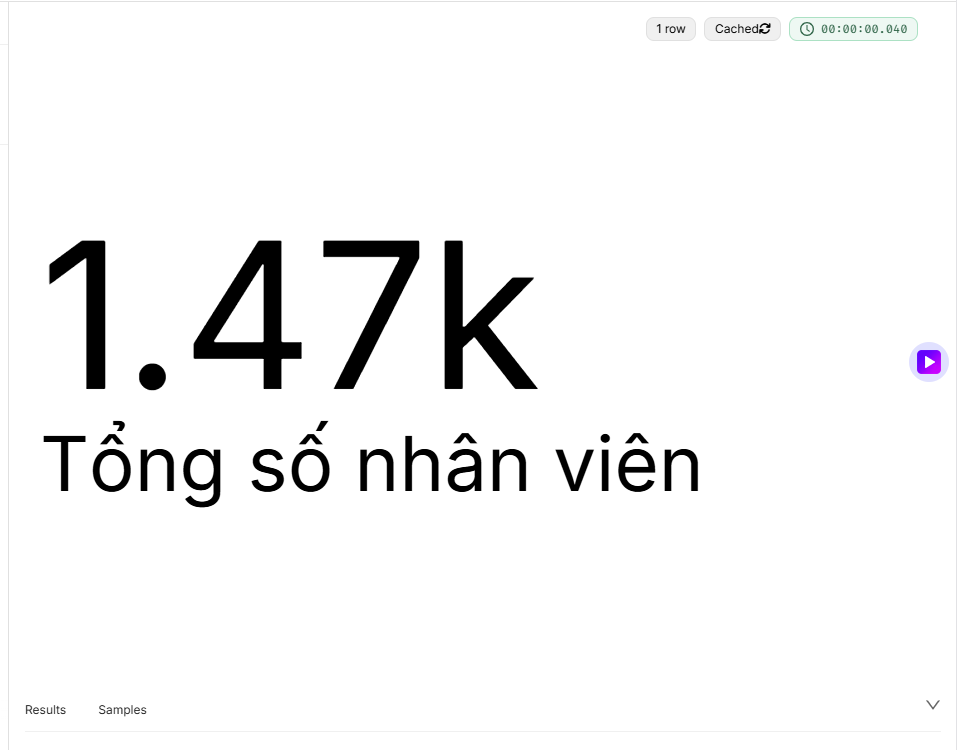 1 row Cached 00:00:00.040
1.47k
Tổng số nhân viên
Results Samples